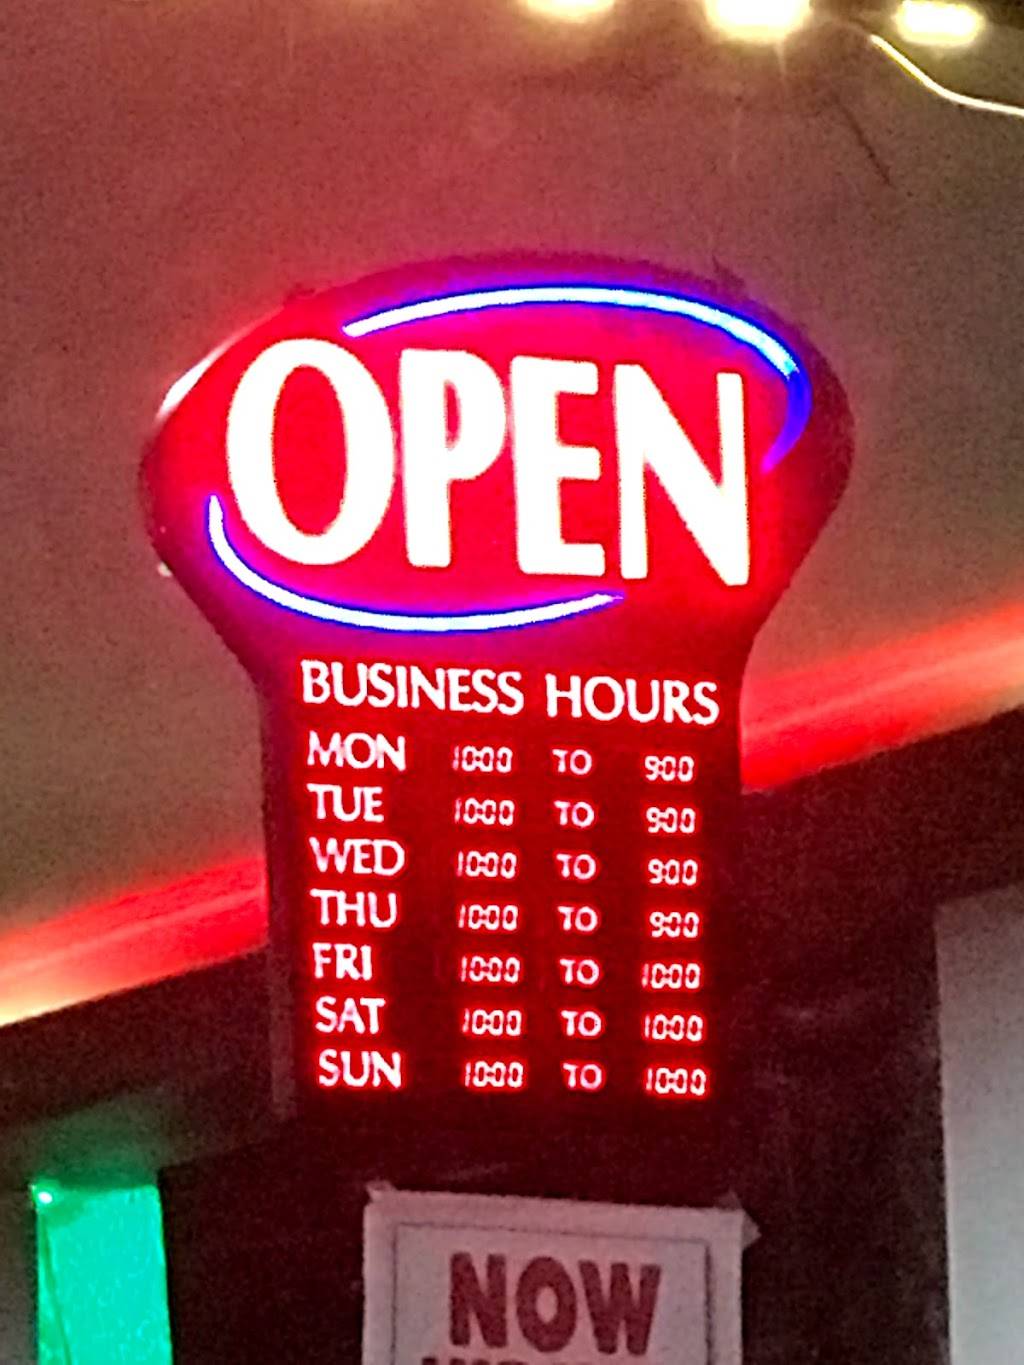 OPEN
BUSINESS HOURS
MON 10:00 TO 9:00
TUE 10:00 TO 9:00
WED 10:00 TO 9:00
THU 10:00 TO 9:00
FRI 10:00 TO 10:00
SAT 10:00 TO 10:00
SUN 10:00 TO 10:00
NOW